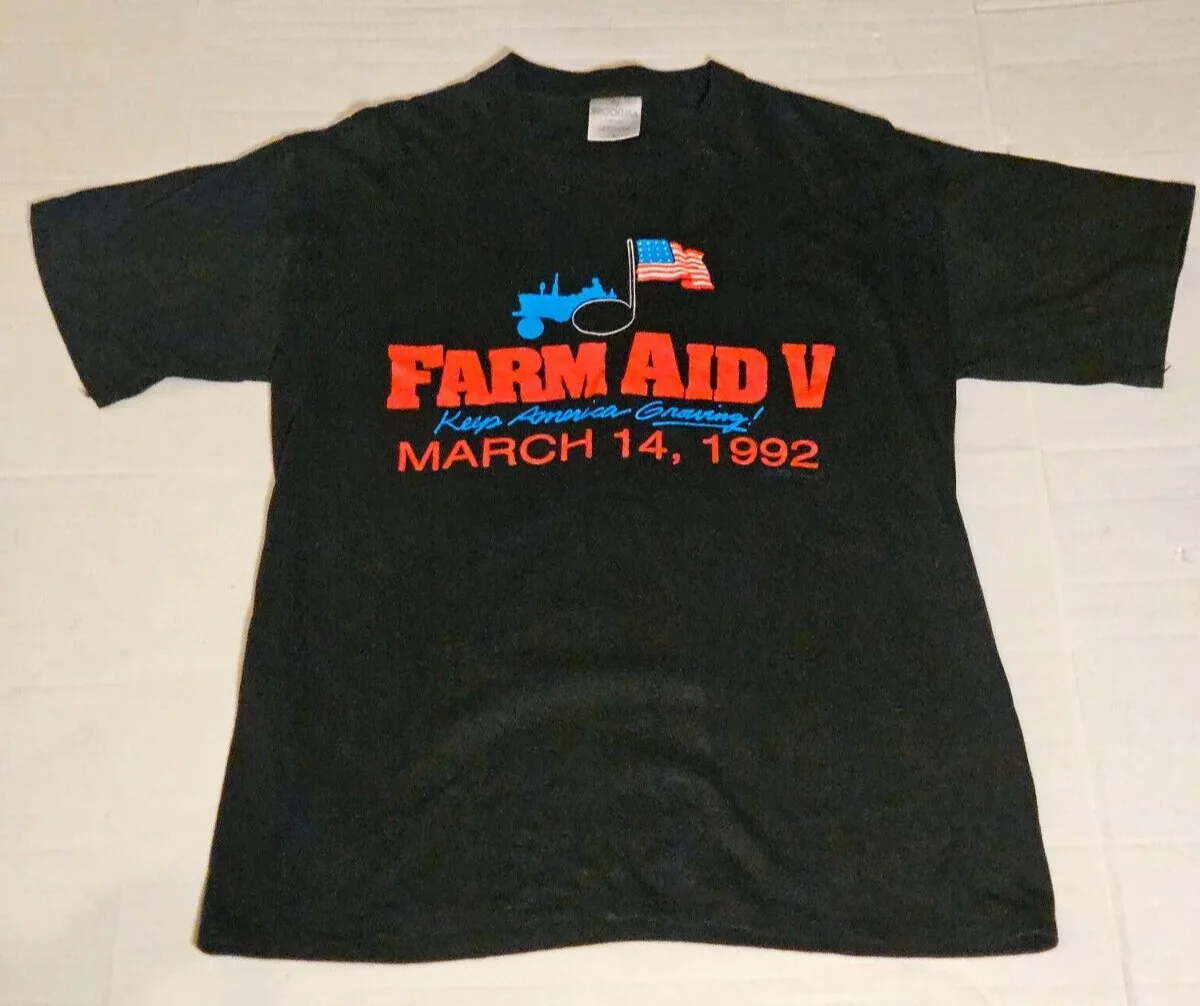 FARM AID V
Keep America Growing!
MARCH 14, 1992